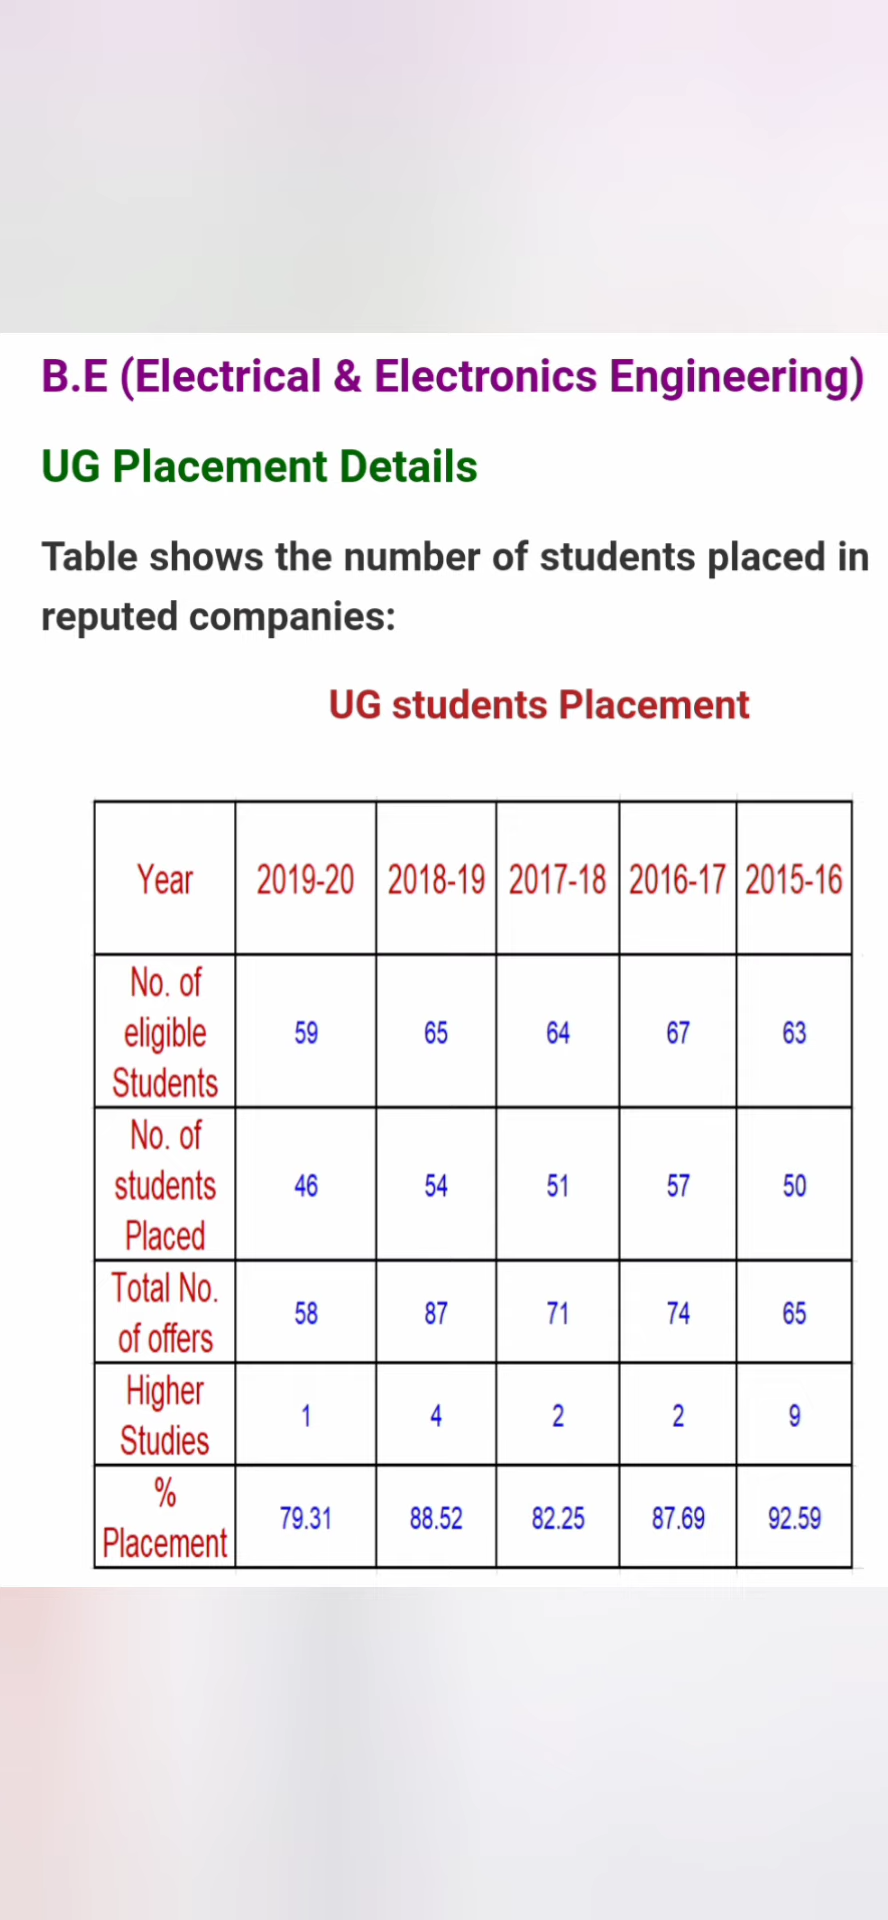 B.E (Electrical & Electronics Engineering)
UG Placement Details
Table shows the number of students placed in
reputed companies:
UG students Placement
Year 2019-20 2018-19 2017-18 2016-17 2015-16
No. of
eligible 59 65 64 67 63
Students
No. of
students 46 54 51 57 50
Placed
Total No.
of offers 58 87 71 74 65
Higher
Studies 1 4 2 2 9
%
Placement 79.31 88.52 82.25 87.69 92.59